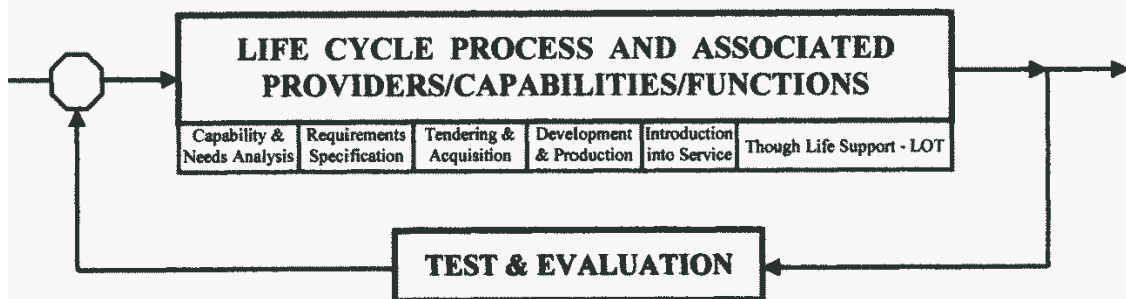 LIFE CYCLE PROCESS AND ASSOCIATED
PROVIDERS/CAPABILITIES/FUNCTIONS
Capability &
Needs Analysis
Requirements
Specification
Tendering &
Acquisition
Development
& Production
Introduction
into Service
Though Life Support - LOT
TEST & EVALUATION